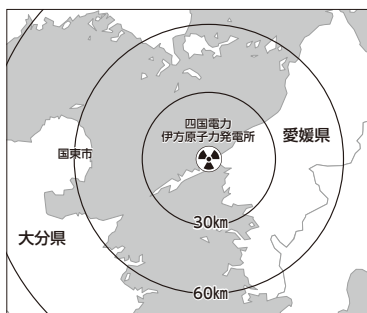 四国電力
伊方原子力発電所
愛媛県
国東市
大分県
30km
60km